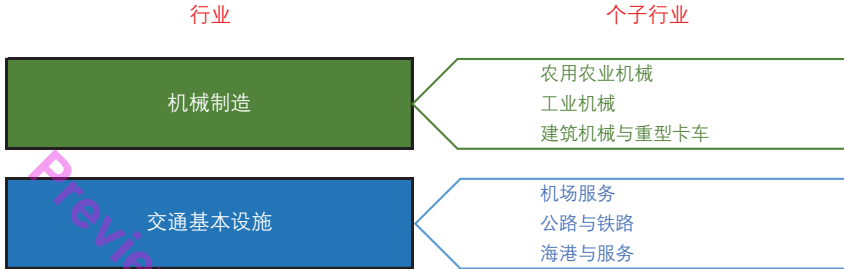 行业
个子行业
机械制造
农用农业机械
工业机械
建筑机械与重型卡车
交通基本设施
机场服务
公路与铁路
海港与服务